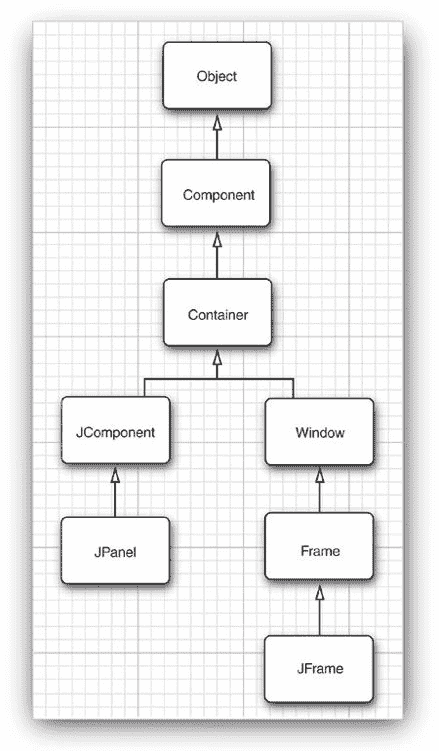 Object
Component
Container
JComponent
Window
JPanel
Frame
JFrame